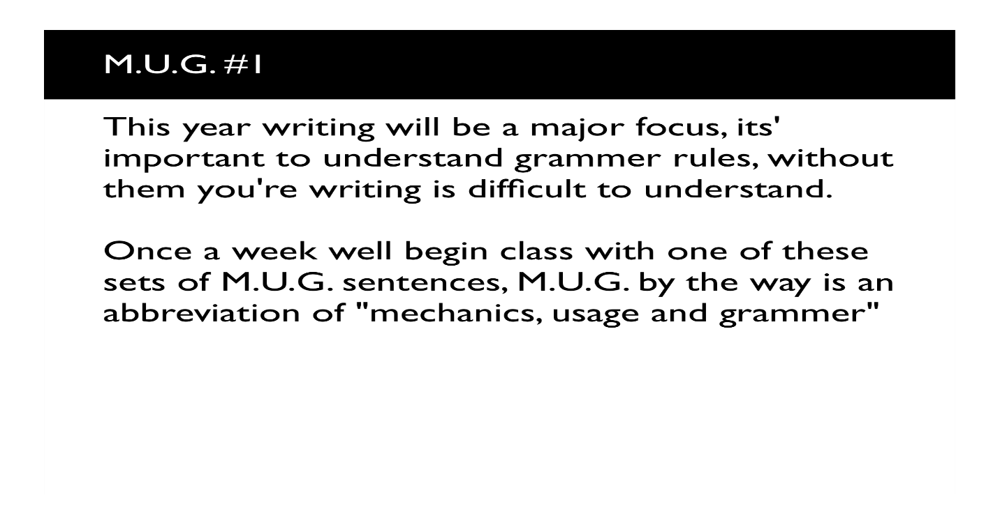 M.U.G. #1
This year writing will be a major focus, its'
important to understand grammer rules, without
them you're writing is difficult to understand.
Once a week well begin class with one of these
sets of M.U.G. sentences, M.U.G. by the way is an
abbreviation of "mechanics, usage and grammer"